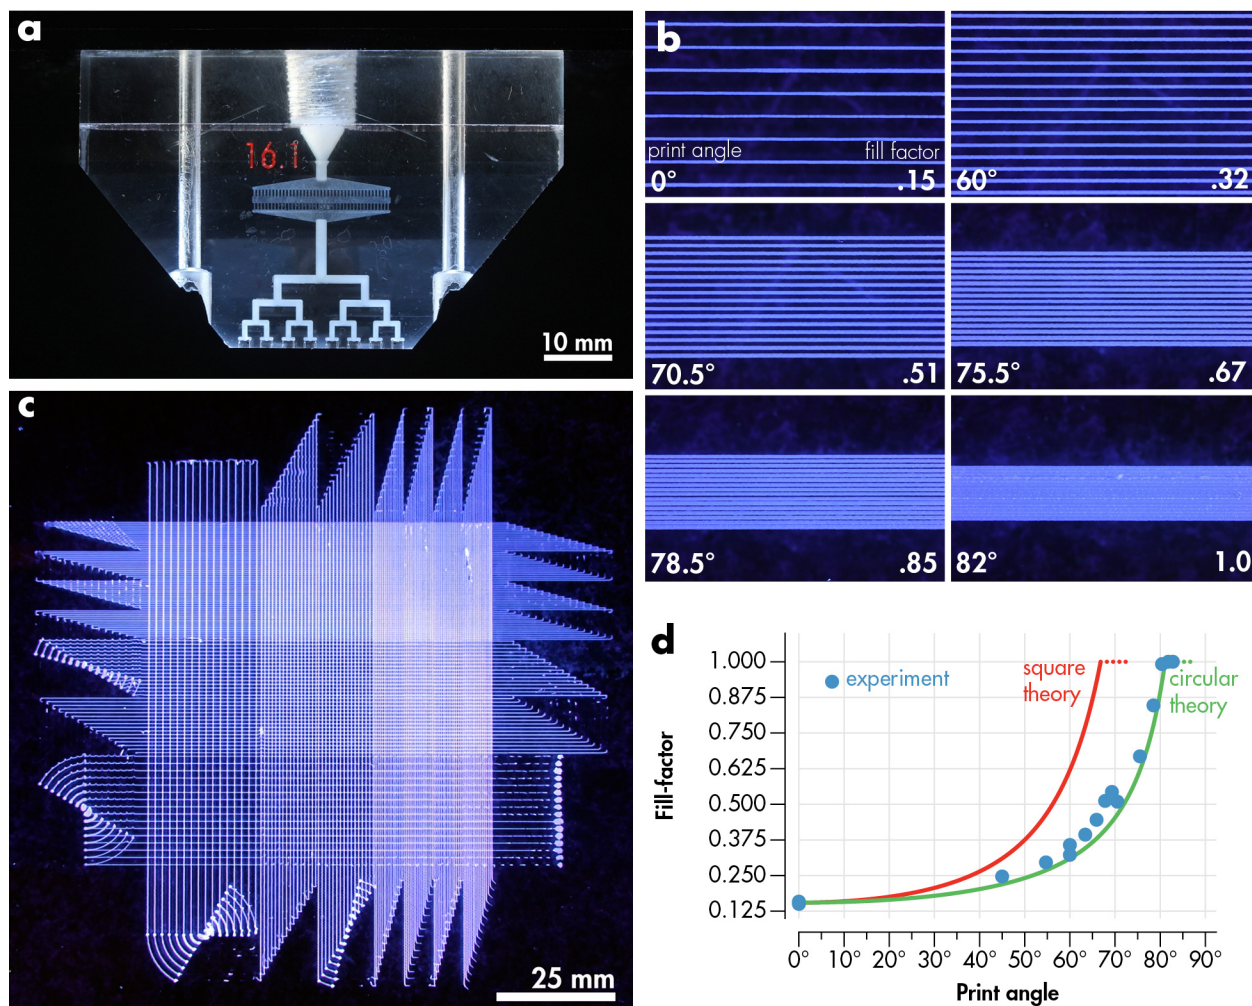 a
16.1
10 mm
b
print angle
fill factor
0°
.15
60°
.32
70.5°
.51
75.5°
.67
78.5°
.85
82°
1.0
c
25 mm
d
1.000
0.875
0.750
0.625
0.500
0.375
0.250
0.125
Fill-factor
experiment
square
theory
circular
theory
0°
10°
20°
30°
40°
50°
60°
70°
80°
90°
Print angle